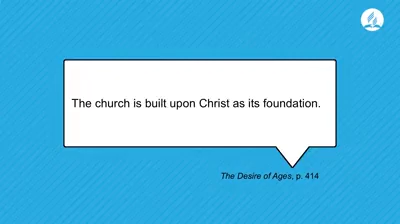 The church is built upon Christ as its foundation.
The Desire of Ages, p. 414